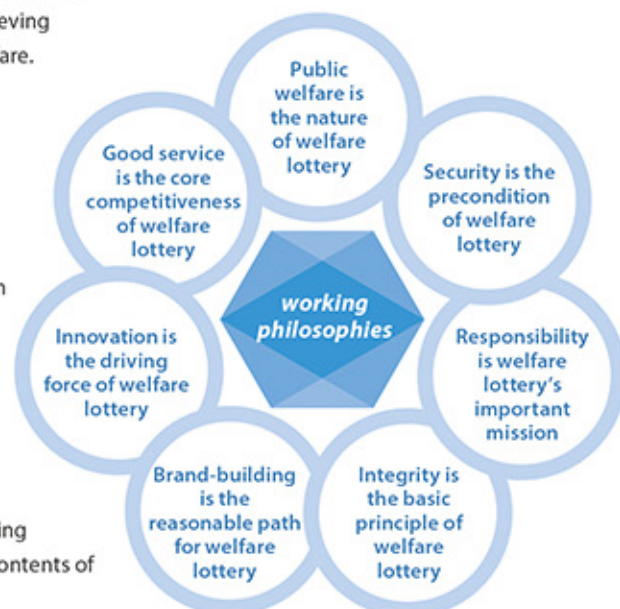 are.
Public
welfare is
the nature
of welfare
lottery
Good service
is the core
competitiveness
of welfare
lottery
Security is the
precondition
of welfare
lottery
working
philosophies
Innovation is
the driving
force of welfare
lottery
Responsibility
is welfare
lottery's
important
mission
Brand-building
is the
reasonable path
for welfare
lottery
Integrity is
the basic
principle of
welfare
lottery
of